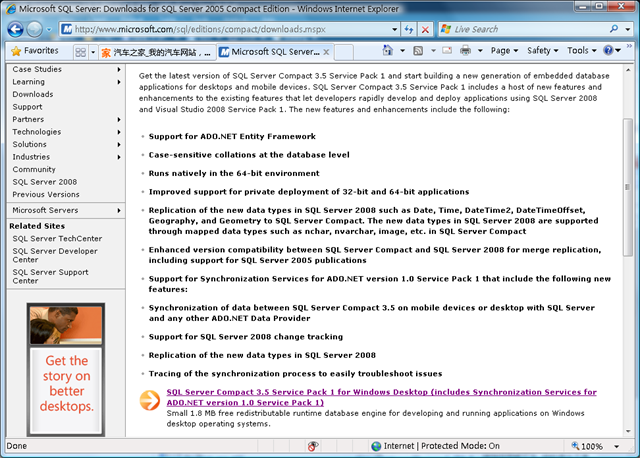 Microsoft SQL Server: Downloads for SQL Server 2005 Compact Edition - Windows Internet Explorer
http://www.microsoft.com/sql/editions/compact/downloads.mspx
Live Search
Favorites
汽车之家_我的汽车网站,...
Microsoft SQL Server...
Page
Safety
Tools
Case Studies
Learning
Downloads
Support
Partners
Technologies
Solutions
Industries
Community
SQL Server 2008
Previous Versions
Microsoft Servers
Related Sites
SQL Server TechCenter
SQL Server Developer
Center
SQL Server Support
Center
Get the
story on
better
desktops.
Get the latest version of SQL Server Compact 3.5 Service Pack 1 and start building a new generation of embedded database
applications for desktops and mobile devices. SQL Server Compact 3.5 Service Pack 1 includes a host of new features and
enhancements to the existing features that let developers rapidly develop and deploy applications using SQL Server 2008
and Visual Studio 2008 Service Pack 1. The new features and enhancements include the following:
Support for ADO.NET Entity Framework
Case-sensitive collations at the database level
Runs natively in the 64-bit environment
Improved support for private deployment of 32-bit and 64-bit applications
Replication of the new data types in SQL Server 2008 such as Date, Time, DateTime2, DateTimeOffset,
Geography, and Geometry to SQL Server Compact. The new data types in SQL Server 2008 are supported
through mapped data types such as nchar, nvarchar, image, etc. in SQL Server Compact
Enhanced version compatibility between SQL Server Compact and SQL Server 2008 for merge replication,
including support for SQL Server 2005 publications
Support for Synchronization Services for ADO.NET version 1.0 Service Pack 1 that include the following new
features:
Synchronization of data between SQL Server Compact 3.5 on mobile devices or desktop with SQL Server
and any other ADO.NET Data Provider
Support for SQL Server 2008 change tracking
Replication of the new data types in SQL Server 2008
Tracing of the synchronization process to easily troubleshoot issues
SQL Server Compact 3.5 Service Pack 1 for Windows Desktop (includes Synchronization Services for
ADO.NET version 1.0 Service Pack 1)
Small 1.8 MB free redistributable runtime database engine for developing and running applications on Windows
desktop operating systems.
Done
Internet | Protected Mode: On
100%